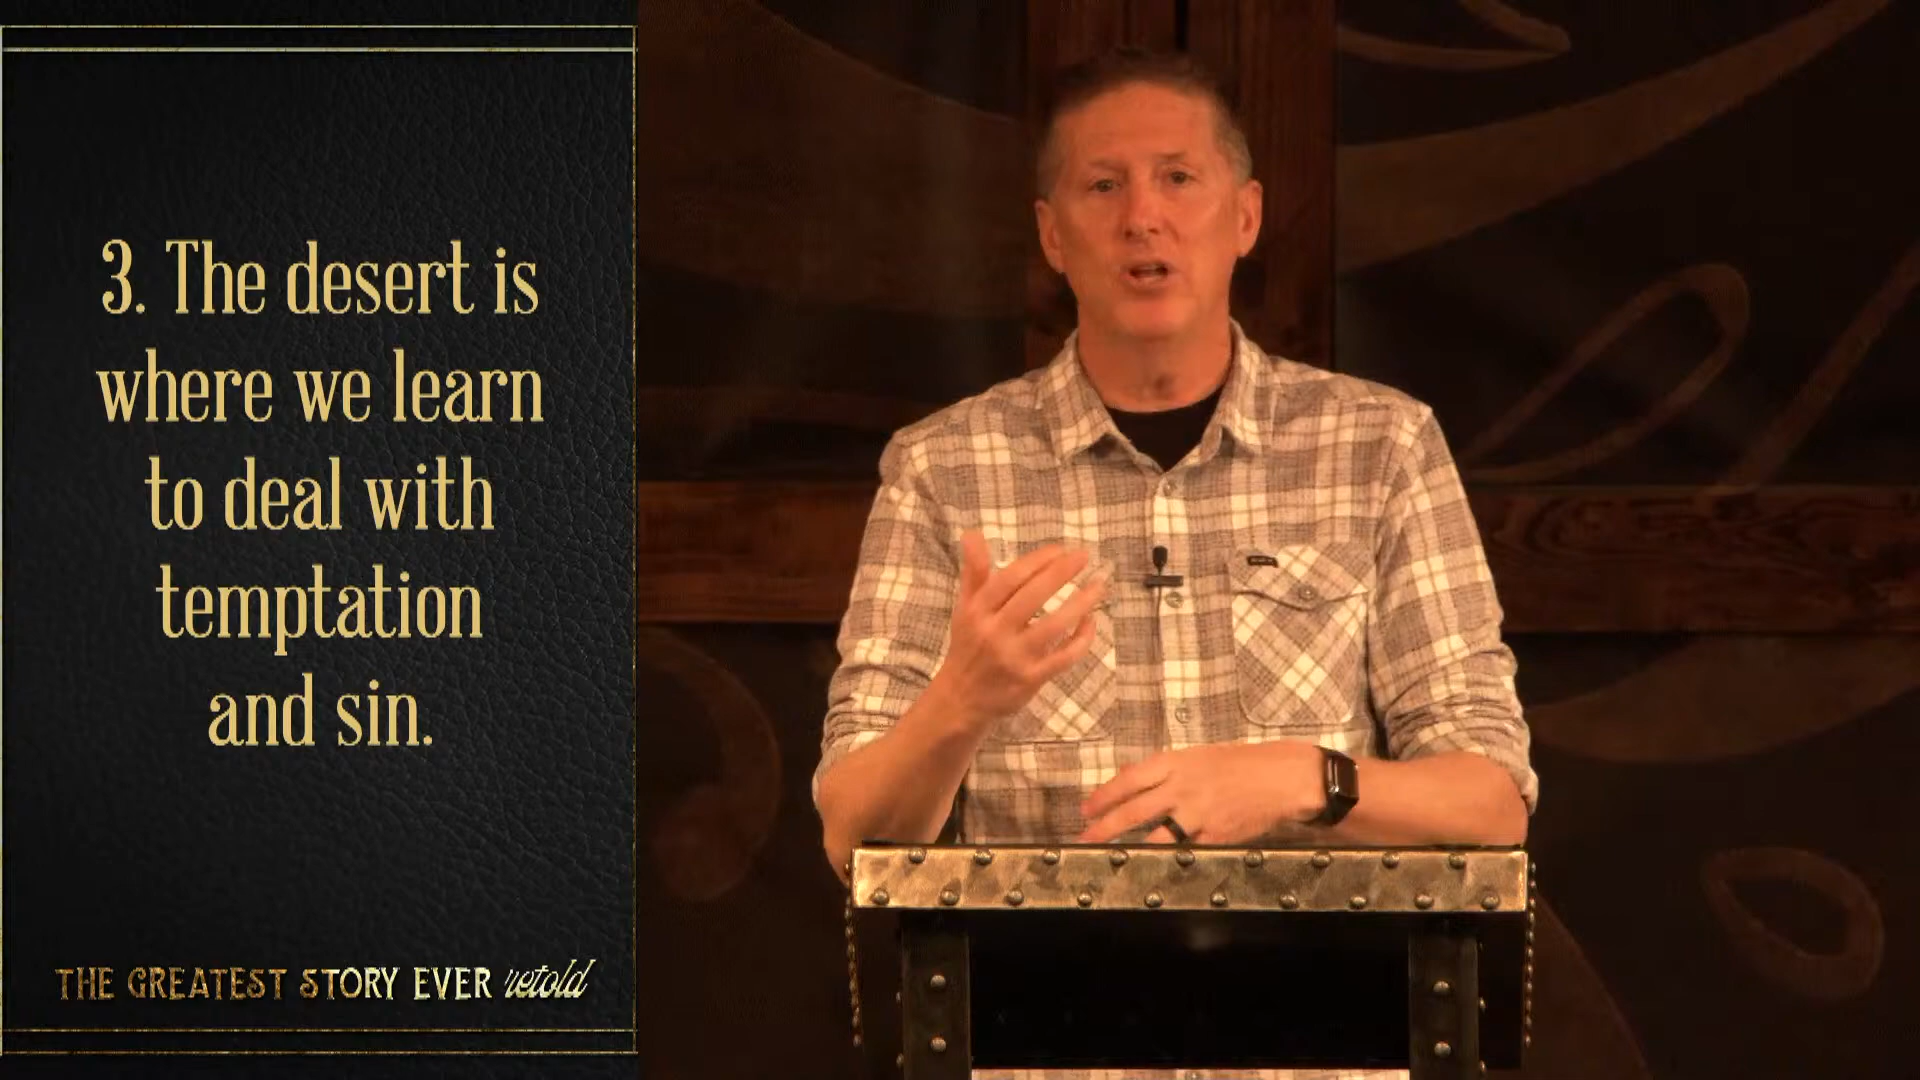 3. The desert is
where we learn
to deal with
temptation
and sin.
THE GREATEST STORY EVER retold